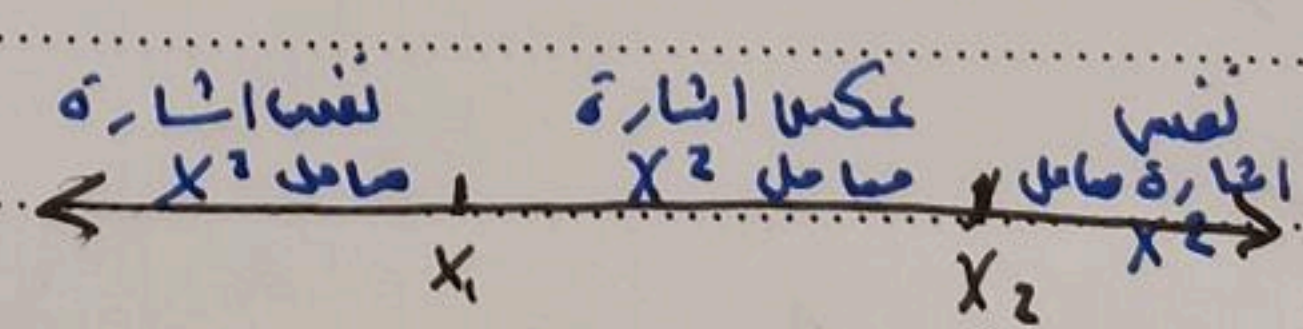 نفس اشارة
معامل X²
عكس اشارة
معامل X²
نفس
اشارة معامل
X²
X₁
X₂